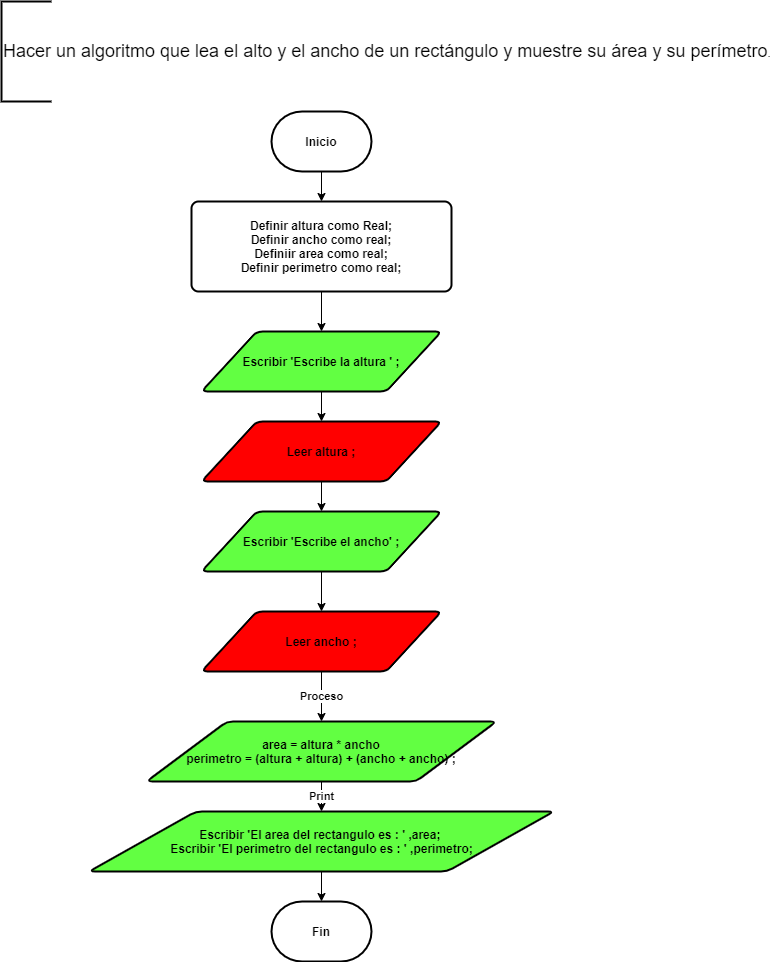 Hacer un algoritmo que lea el alto y el ancho de un rectángulo y muestre su área y su perímetro.
Inicio
Definir altura como Real;
Definir ancho como real;
Definiir area como real;
Definir perimetro como real;
Escribir 'Escribe la altura ' ;
Leer altura ;
Escribir 'Escribe el ancho' ;
Leer ancho ;
Proceso
area = altura * ancho
perimetro = (altura + altura) + (ancho + ancho) ;
Print
Escribir 'El area del rectangulo es : ' ,area;
Escribir 'El perimetro del rectangulo es : ' ,perimetro;
Fin